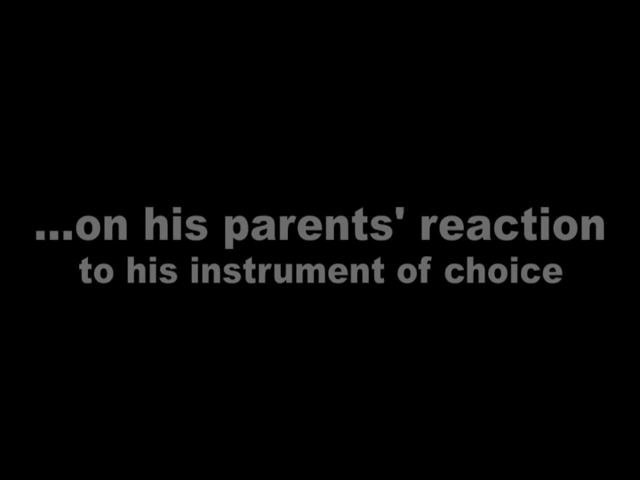 ...on his parents' reaction
to his instrument of choice